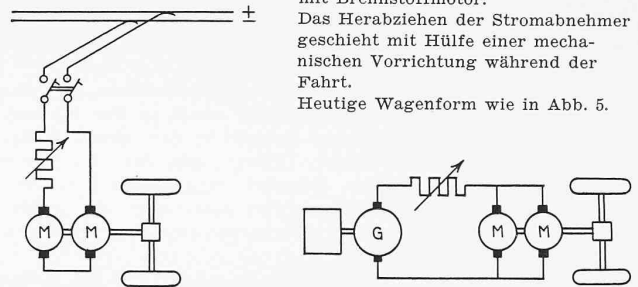 mit Brennstoffmotor.
Das Herabziehen der Stromabnehmer
geschieht mit Hülfe einer mecha-
nischen Vorrichtung während der
Fahrt.
Heutige Wagenform wie in Abb. 5.
±
M M
G M M